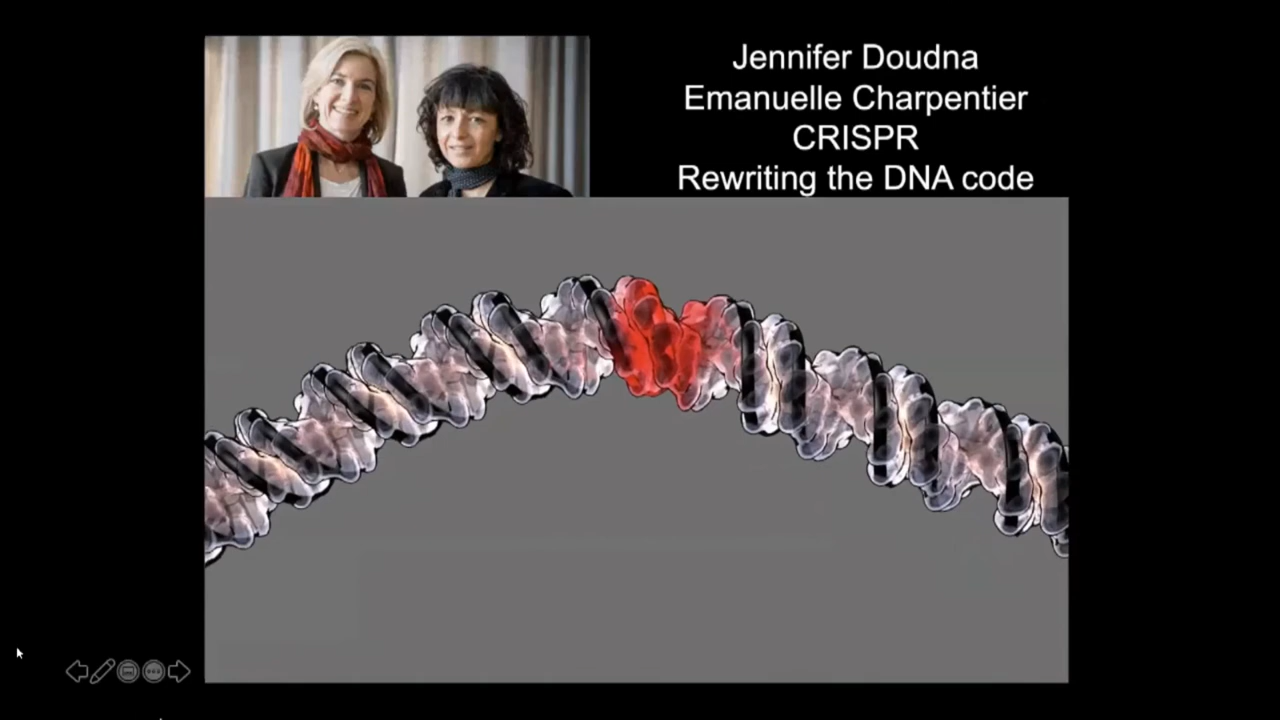 Jennifer Doudna
Emanuelle Charpentier
CRISPR
Rewriting the DNA code